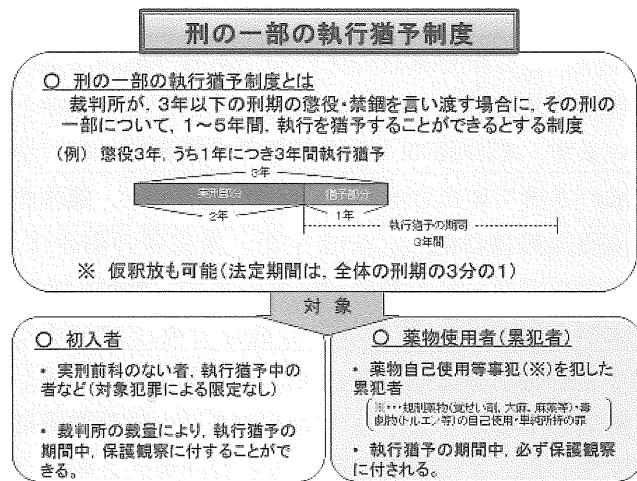 刑の一部の執行猶予制度
○ 刑の一部の執行猶予制度とは
裁判所が，3年以下の刑期の懲役・禁錮を言い渡す場合に，その刑の
一部について，1～5年間，執行を猶予することができるとする制度
（例） 懲役3年，うち1年につき3年間執行猶予
3年
実刑部分 猶予部分
2年 1年
執行猶予の期間
3年間
※ 仮釈放も可能（法定期間は，全体の刑期の3分の1）
対 象
○ 初入者
・ 実刑前科のない者，執行猶予中の
者など（対象犯罪による限定なし）
・ 裁判所の裁量により，執行猶予の
期間中，保護観察に付することがで
きる。
○ 薬物使用者（累犯者）
・ 薬物自己使用等事犯（※）を犯した
累犯者
※・・・規制薬物（覚せい剤，大麻，麻薬等）・毒
劇物（トルエン等）の自己使用・単純所持の罪
・ 執行猶予の期間中，必ず保護観察
に付される。